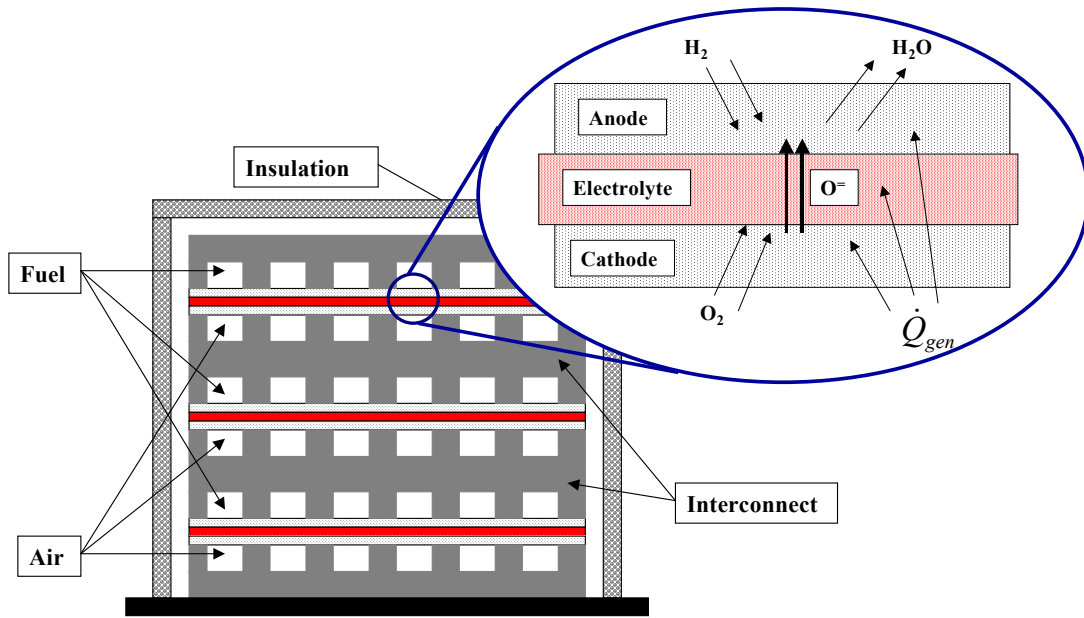 H₂
H₂O
Anode
Insulation
Electrolyte
O⁼
Cathode
Fuel
O₂
Q̇gen
Interconnect
Air